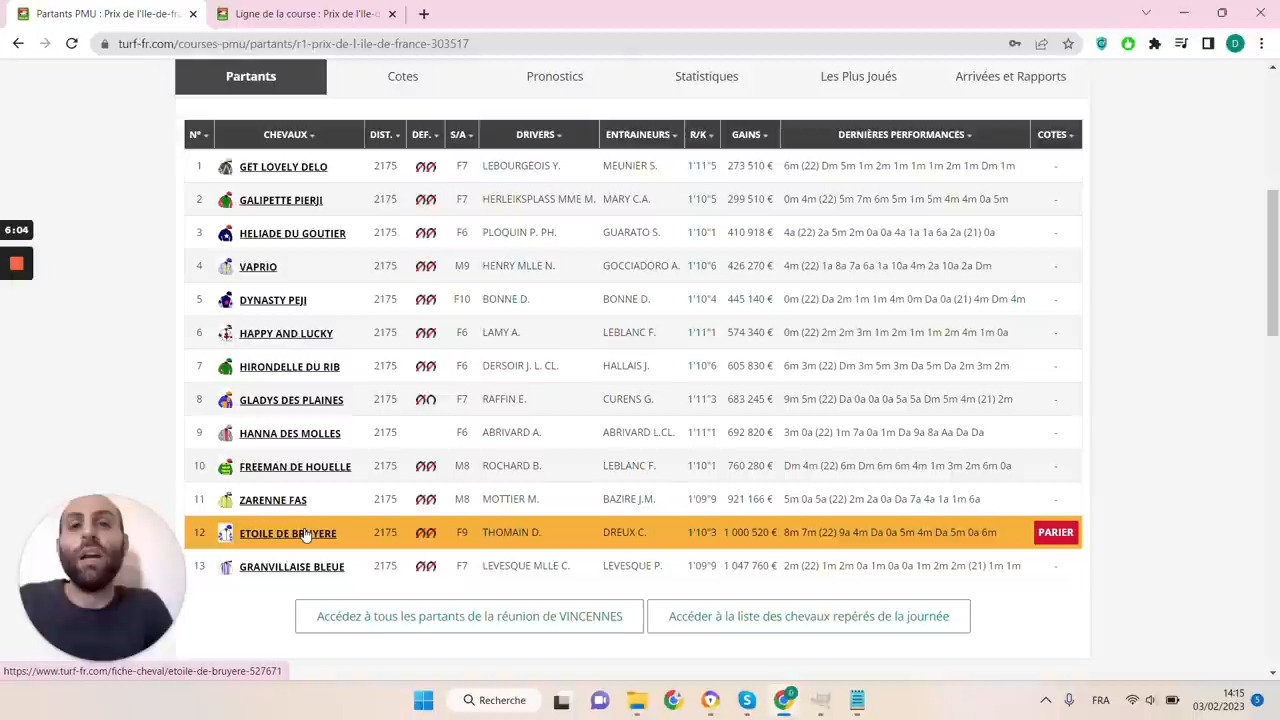 Partants PMU : Prix de l'Ile-de-fra
Ligne de la course : Prix de l'Ile-
turf-fr.com/courses-pmu/partants/r1-prix-de-l-ile-de-france-303517
D
Partants Cotes Pronostics Statistiques Les Plus Joués Arrivées et Rapports
N° CHEVAUX DIST. DEF. S/A DRIVERS ENTRAINEURS R/K GAINS DERNIÈRES PERFORMANCES COTES
1 GET LOVELY DELO 2175 F7 LEBOURGEOIS Y. MEUNIER S. 1'11"5 273 510 € 6m (22) Dm 5m 1m 2m 1m 1m 1m 2m 1m Dm 1m -
2 GALIPETTE PIERJI 2175 F7 HERLEIKSPLASS MME M. MARY C.A. 1'10"5 299 510 € 0m 4m (22) 5m 7m 6m 5m 1m 5m 4m 4m 0a 5m -
3 HELIADE DU GOUTIER 2175 F6 PLOQUIN P. PH. GUARATO S. 1'10"1 410 918 € 4a (22) 2a 5m 2m 0a 0a 4a 1a 1a 6a 2a (21) 0a -
4 VAPRIO 2175 M9 HENRY MLLE N. GOCCIADORO A. 1'10"6 426 270 € 4m (22) 1a 8a 7a 6a 1a 10a 4m 2a 10a 2a Dm -
5 DYNASTY PEJI 2175 F10 BONNE D. BONNE D. 1'10"4 445 140 € 0m (22) Da 2m 1m 1m 4m 0m Da 0a (21) 4m Dm 4m -
6 HAPPY AND LUCKY 2175 F6 LAMY A. LEBLANC F. 1'11"1 574 340 € 0m (22) 2m 2m 3m 1m 2m 1m 1m 2m 4m 1m 0a -
7 HIRONDELLE DU RIB 2175 F6 DERSOIR J. L. CL. HALLAIS J. 1'10"6 605 830 € 6m 3m (22) Dm 3m 5m 3m Da 5m Da 2m 3m 2m -
8 GLADYS DES PLAINES 2175 F7 RAFFIN E. CURENS G. 1'11"3 683 245 € 9m 5m (22) Da 0a 0a 0a 5a 5a Dm 5m 4m (21) 2m -
9 HANNA DES MOLLES 2175 F6 ABRIVARD A. ABRIVARD L.CL. 1'11"1 692 820 € 3m 0a (22) 1m 7a 0a 1m Da 9a 8a Aa Da Da -
10 FREEMAN DE HOUELLE 2175 M8 ROCHARD B. LEBLANC F. 1'10"1 760 280 € Dm 4m (22) 6m Dm 6m 6m 4m 1m 3m 2m 6m 0a -
11 ZARENNE FAS 2175 M8 MOTTIER M. BAZIRE J.M. 1'09"9 921 166 € 5m 0a 5a (22) 2m 2a 0a Da 7a 4a 1a 1m 6a -
12 ETOILE DE BRUYERE 2175 F9 THOMAIN D. DREUX C. 1'10"3 1 000 520 € 8m 7m (22) 9a 4m Da 0a 5m 4m Da 5m 0a 6m PARIER
13 GRANVILLAISE BLEUE 2175 F7 LEVESQUE MLLE C. LEVESQUE P. 1'09"9 1 047 760 € 2m (22) 1m 2m 0a 1m 0a 0a 1m 2m 2m (21) 1m 1m -
6:04
Accédez à tous les partants de la réunion de VINCENNES Accéder à la liste des chevaux repérés de la journée
https://www.turf-fr.com/fiche-cheval/etoile-de-bruyere-527671
Recherche
FRA
14:15
03/02/2023
5